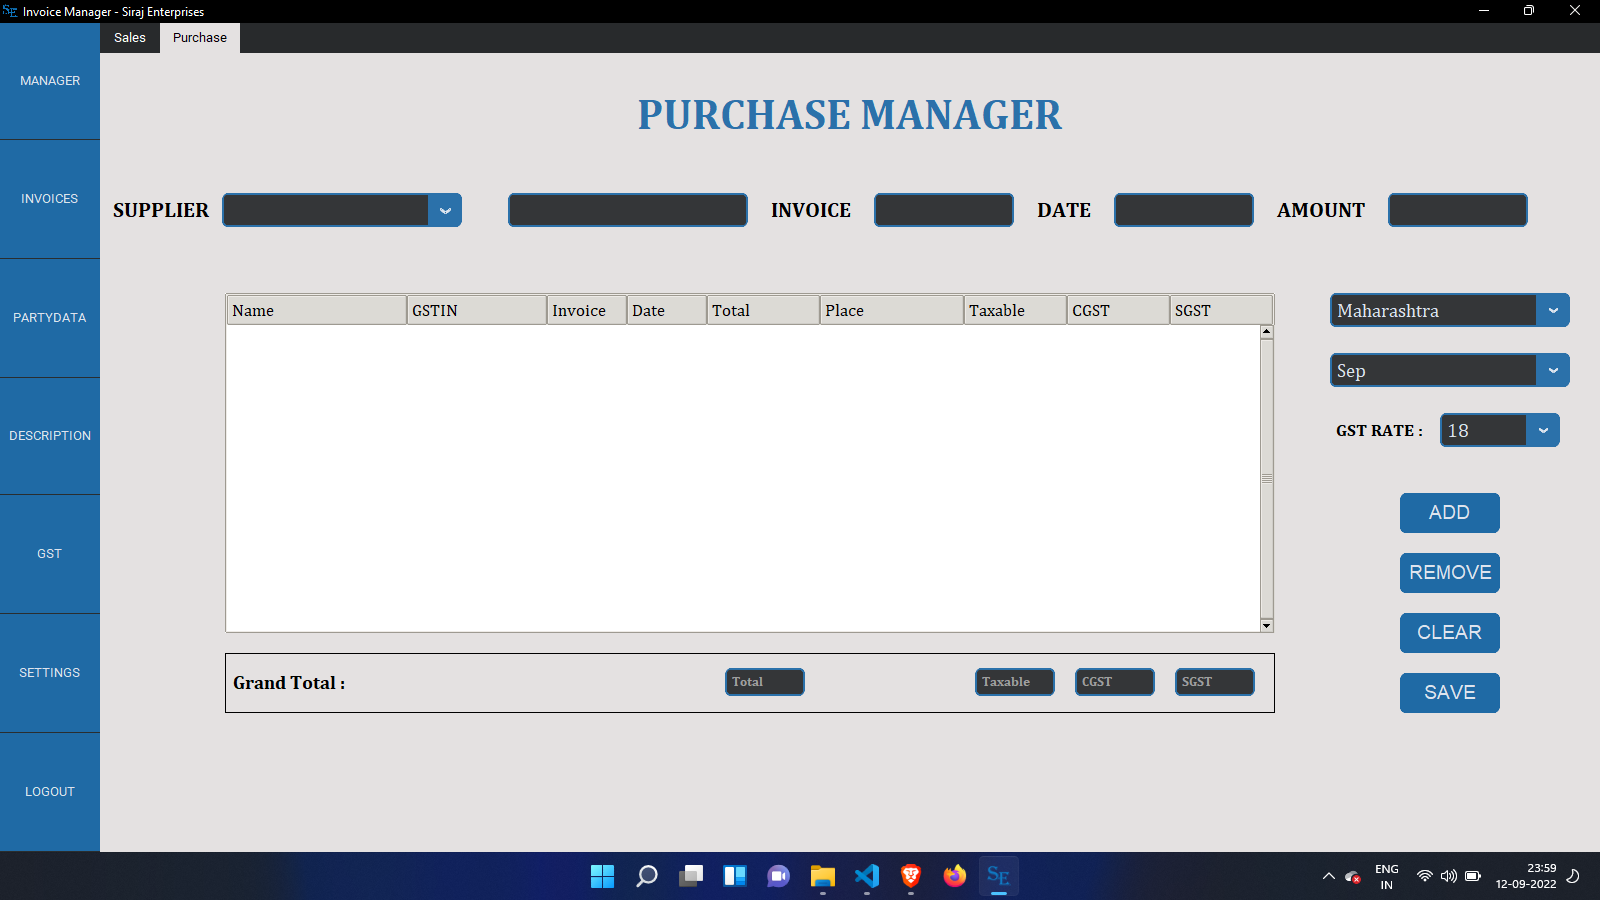 Invoice Manager - Siraj Enterprises
Sales Purchase
MANAGER
INVOICES
PARTYDATA
DESCRIPTION
GST
SETTINGS
LOGOUT
PURCHASE MANAGER
SUPPLIER INVOICE DATE AMOUNT
Name GSTIN Invoice Date Total Place Taxable CGST SGST
Maharashtra
Sep
GST RATE : 18
ADD
REMOVE
CLEAR
SAVE
Grand Total : Total Taxable CGST SGST
SE
ENG
IN
23:59
12-09-2022